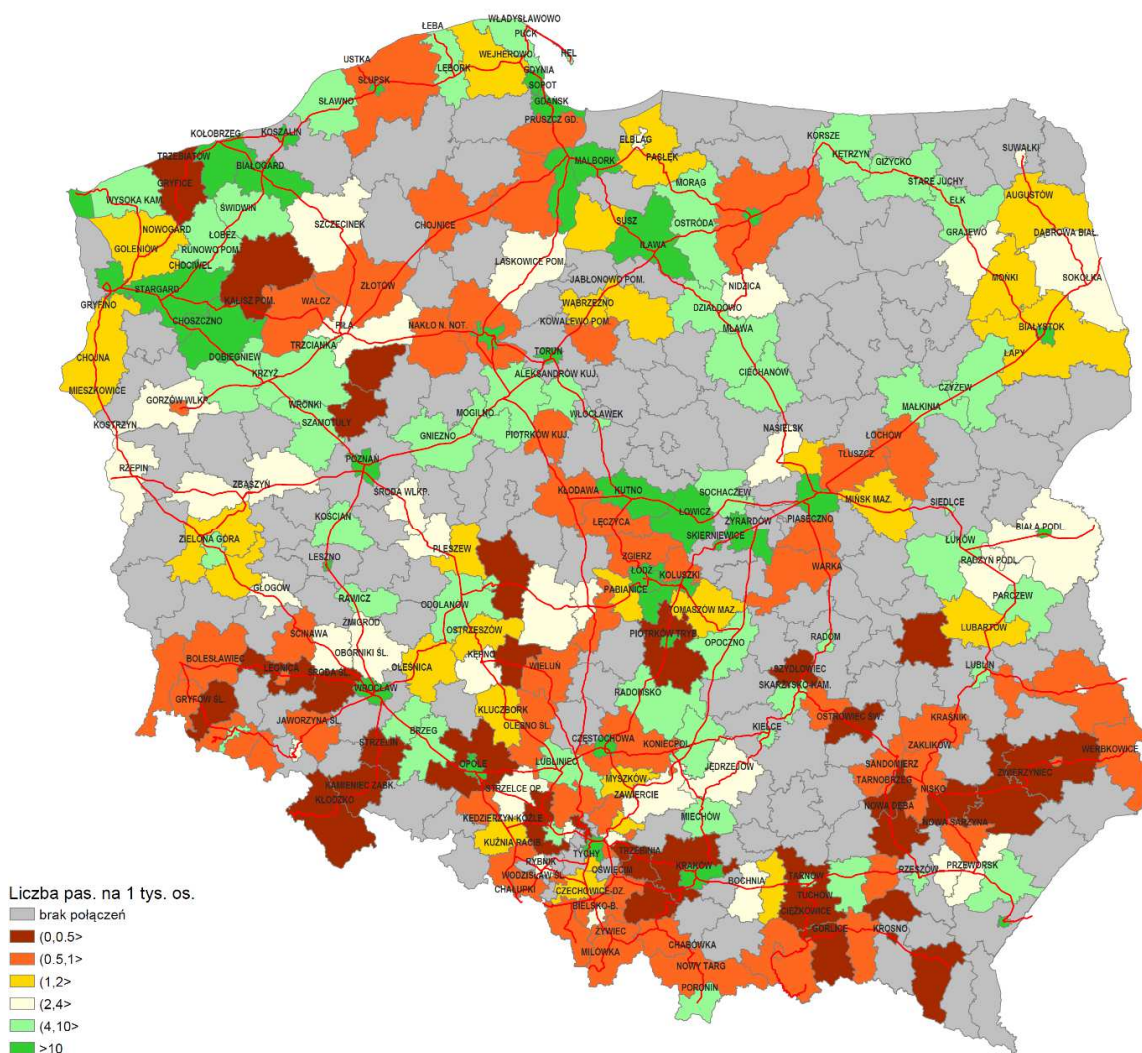 WŁADYSŁAWOWO
ŁEBA
PUCK
HEL
USTKA
WEJHEROWO
LĘBORK
GDYNIA
SŁUPSK
SOPOT
SŁAWNO
GDAŃSK
PRUSZCZ GD.
KOSZALIN
KOŁOBRZEG
KORSZE
ELBLĄG
KĘTRZYN
SUWAŁKI
TRZEBIATÓW
BIAŁOGARD
MALBORK
PASŁĘK
GIŻYCKO
GRYFICE
STARE JUCHY
MORĄG
WYSOKA KAM.
ŚWIDWIN
EŁK
AUGUSTÓW
SZCZECINEK
CHOJNICE
SUSZ
OSTRÓDA
NOWOGARD
ŁOBEZ
GRAJEWO
DĄBROWA BIAŁ.
GOLENIÓW
RUNOWO POM.
IŁAWA
CHOCIWEL
LASKOWICE POM.
JABŁONOWO POM.
NIDZICA
MOŃKI
SOKÓŁKA
STARGARD
KALISZ POM.
ZŁOTÓW
GRYFINO
WĄBRZEŹNO
DZIAŁDOWO
WAŁCZ
CHOSZCZNO
PIŁA
NAKŁO N. NOT.
KOWALEWO POM.
MŁAWA
BIAŁYSTOK
TRZCIANKA
TORUŃ
ŁAPY
CHOJNA
DOBIEGNIEW
KRZYŻ
ALEKSANDRÓW KUJ.
CIECHANÓW
CZYŻEW
MIESZKOWICE
GORZÓW WLKP.
WRONKI
MAŁKINIA
MOGILNO
WŁOCŁAWEK
KOSTRZYN
SZAMOTUŁY
GNIEZNO
PIOTRKÓW KUJ.
NASIELSK
ŁOCHÓW
POZNAŃ
TŁUSZCZ
RZEPIN
ZBĄSZYŃ
ŚRODA WLKP.
KŁODAWA
KUTNO
SOCHACZEW
MIŃSK MAZ.
SIEDLCE
KOŚCIAN
ŁOWICZ
BIAŁA PODL.
ŁĘCZYCA
ŻYRARDÓW
PIASECZNO
ZIELONA GÓRA
SKIERNIEWICE
ŁUKÓW
PLESZEW
ZGIERZ
LESZNO
RADZYŃ PODL.
GŁOGÓW
ŁÓDŹ
KOLUSZKI
WARKA
ODOLANÓW
PABIANICE
PARCZEW
RAWICZ
TOMASZÓW MAZ.
ŻMIGRÓD
OSTRZESZÓW
LUBARTÓW
ŚCINAWA
PIOTRKÓW TRYB.
RADOM
OBORNIKI ŚL.
OPOCZNO
BOLESŁAWIEC
LEGNICA
OLEŚNICA
KĘPNO
WIELUŃ
LUBLIN
ŚRODA ŚL.
SZYDŁOWIEC
WROCŁAW
RADOMSKO
SKARŻYSKO-KAM.
GRYFÓW ŚL.
KLUCZBORK
OSTROWIEC ŚW.
JAWORZYNA ŚL.
OLESNO ŚL.
KRAŚNIK
BRZEG
CZĘSTOCHOWA
KONIECPOL
KIELCE
STRZELIN
ZAKLIKÓW
WERBKOWICE
OPOLE
LUBLINIEC
JĘDRZEJÓW
SANDOMIERZ
ZWIERZYNIEC
KAMIENIEC ZĄBK.
MYSZKÓW
TARNOBRZEG
STRZELCE OP.
ZAWIERCIE
NISKO
KŁODZKO
NOWA DĘBA
KĘDZIERZYN KOŹLE
MIECHÓW
NOWA SARZYNA
KUŹNIA RACIB.
TYCHY
TRZEBINIA
RYBNIK
OŚWIĘCIM
KRAKÓW
PRZEWORSK
WODZISŁAW ŚL.
BOCHNIA
TARNÓW
RZESZÓW
CHAŁUPKI
CZECHOWICE-DZ.
TUCHÓW
BIELSKO-B.
CIĘŻKOWICE
ŻYWIEC
GORLICE
KROSNO
CHABÓWKA
MILÓWKA
NOWY TARG
PORONIN
Liczba pas. na 1 tys. os.
brak połączeń
(0,0.5>
(0.5,1>
(1,2>
(2,4>
(4,10>
>10